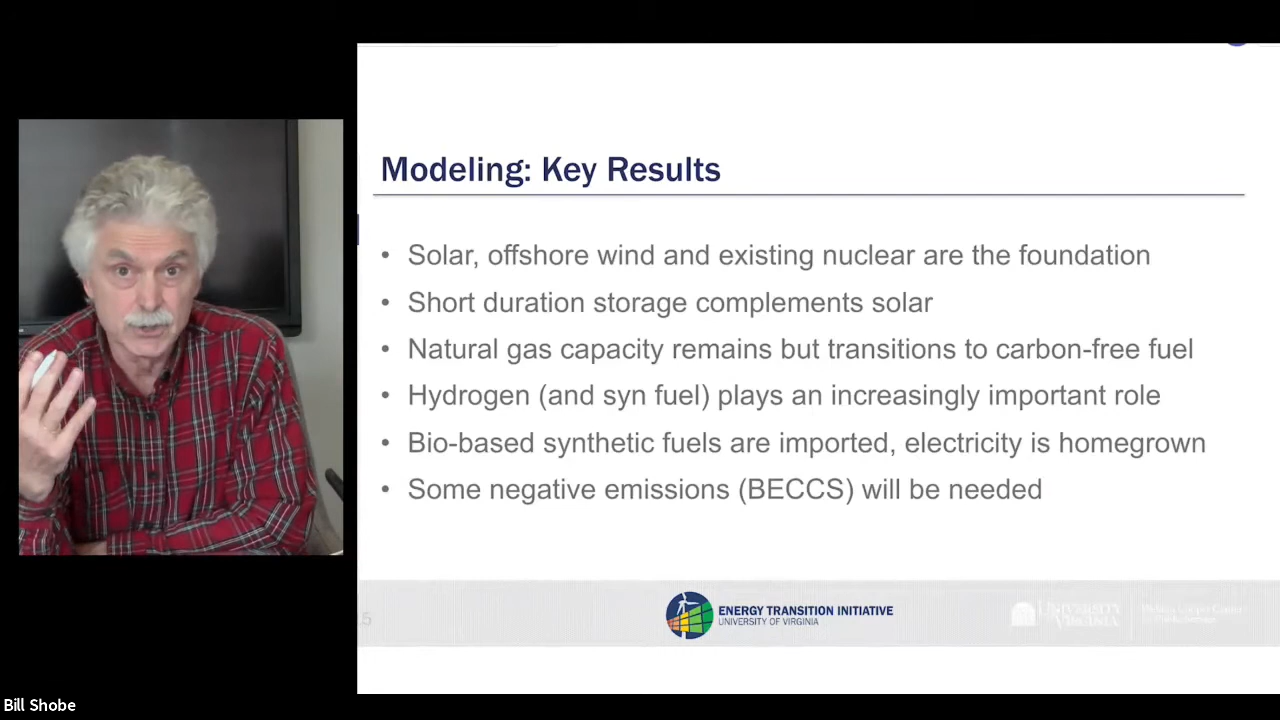 Modeling: Key Results
• Solar, offshore wind and existing nuclear are the foundation
• Short duration storage complements solar
• Natural gas capacity remains but transitions to carbon-free fuel
• Hydrogen (and syn fuel) plays an increasingly important role
• Bio-based synthetic fuels are imported, electricity is homegrown
• Some negative emissions (BECCS) will be needed
ENERGY TRANSITION INITIATIVE
UNIVERSITY OF VIRGINIA
UNIVERSITY
of VIRGINIA
Bill Shobe